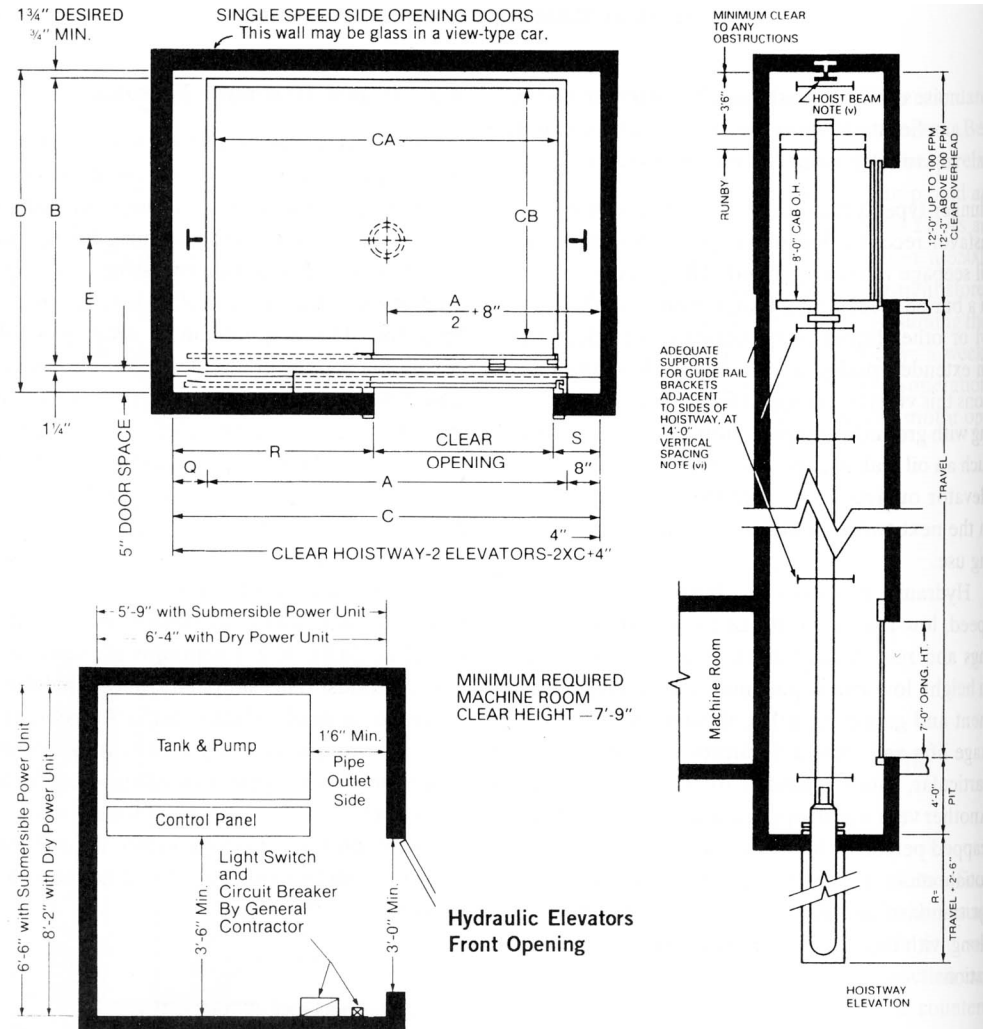 1¾" DESIRED
¾" MIN.
SINGLE SPEED SIDE OPENING DOORS
This wall may be glass in a view-type car.
CA
CB
D
B
E
A
2
+8"
1¼"
5" DOOR SPACE
R
CLEAR
OPENING
S
Q
A
8"
C
4"
CLEAR HOISTWAY-2 ELEVATORS-2XC+4"
MINIMUM CLEAR
TO ANY
OBSTRUCTIONS
3'6"
HOIST BEAM
NOTE (v)
RUNBY
8'-0" CAB O.H.
12'-0" UP TO 100 FPM
12'-3" ABOVE 100 FPM
CLEAR OVERHEAD
ADEQUATE
SUPPORTS
FOR GUIDE RAIL
BRACKETS
ADJACENT
TO SIDES OF
HOISTWAY, AT
14'-0"
VERTICAL
SPACING
NOTE (vi)
TRAVEL
Machine Room
7'-0" OPNG. HT.
4'-0"
PIT
R=
TRAVEL + 2'-6"
HOISTWAY
ELEVATION
5'-9" with Submersible Power Unit
6'-4" with Dry Power Unit
6'-6" with Submersible Power Unit
8'-2" with Dry Power Unit
Tank & Pump
1'6" Min.
Pipe
Outlet
Side
Control Panel
Light Switch
and
Circuit Breaker
By General
Contractor
3'-6" Min.
3'-0" Min.
MINIMUM REQUIRED
MACHINE ROOM
CLEAR HEIGHT —7'-9"
Hydraulic Elevators
Front Opening